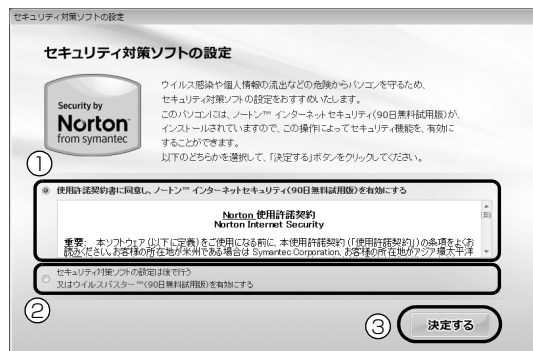 セキュリティ対策ソフトの設定
セキュリティ対策ソフトの設定
Security by
Norton
from symantec
ウイルス感染や個人情報の流出などの危険からパソコンを守るため、
セキュリティ対策ソフトの設定をおすすめいたします。
このパソコンには、ノートン™ インターネットセキュリティ(90日無料試用版)が、
インストールされていますので、この操作によってセキュリティ機能を、有効に
することができます。
以下のどちらかを選択して、「決定する」ボタンをクリックしてください。
①
使用許諾契約書に同意し、ノートン™ インターネットセキュリティ(90日無料試用版)を有効にする
Norton 使用許諾契約
Norton Internet Security
重要: 本ソフトウェア(以下に定義)をご使用になる前に、本使用許諾契約(「使用許諾契約」)の条項をよくお
読みください。お客様の所在地が米州である場合は Symantec Corporation、お客様の所在地がアジア環太平洋
セキュリティ対策ソフトの設定は後で行う
又はウイルスバスター™(90日無料試用版)を有効にする
②
③
決定する